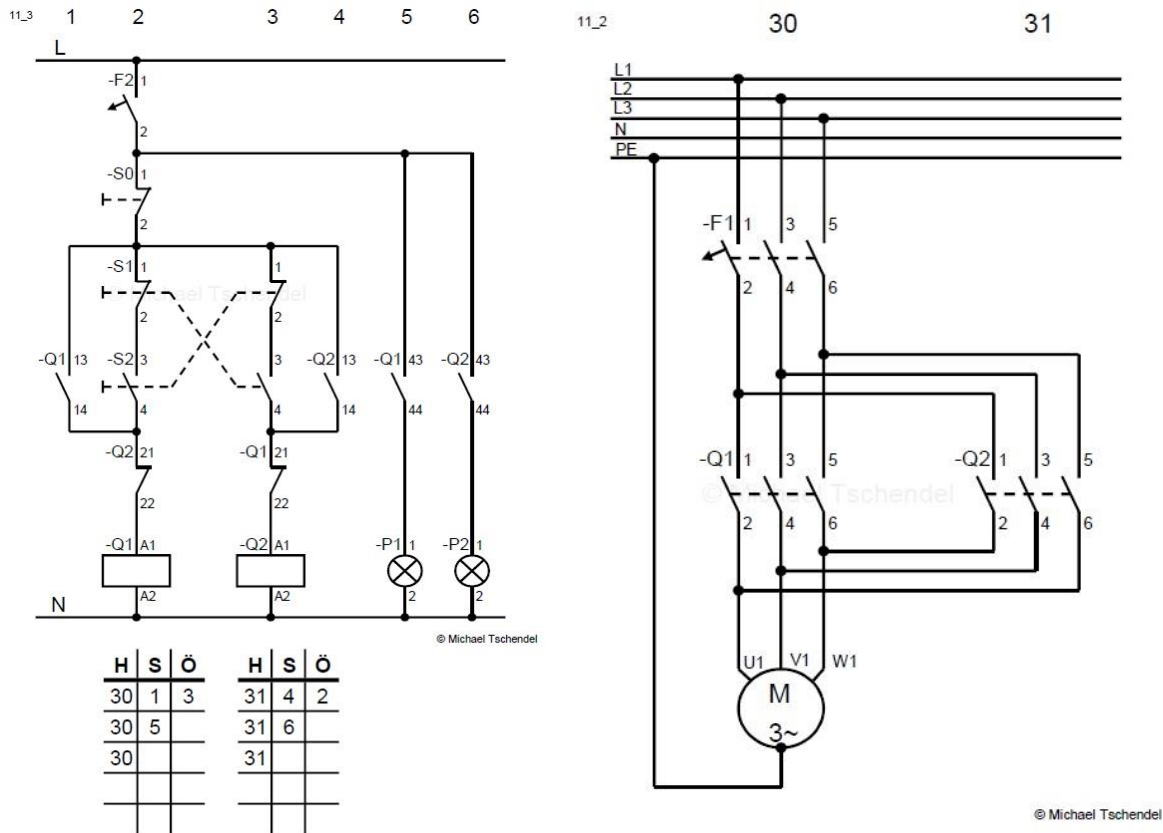 11_3 1 2 3 4 5 6
L
-F2 1
2
-S0 1
2
-S1 1 1
2 2
© Michael Tschendel
-Q1 13 -S2 3 3 -Q2 13 -Q1 43 -Q2 43
14 4 4 14 44 44
-Q2 21 -Q1 21
22 22
-Q1 A1 -Q2 A1 -P1 1 -P2 1
A2 A2 2 2
N
© Michael Tschendel
H S Ö H S Ö
30 1 3 31 4 2
30 5 31 6
30 31
11_2 30 31
L1
L2
L3
N
PE
-F1 1 3 5
2 4 6
-Q1 1 3 5 -Q2 1 3 5
© Michael Tschendel
2 4 6 2 4 6
U1 V1 W1
M
3~
© Michael Tschendel